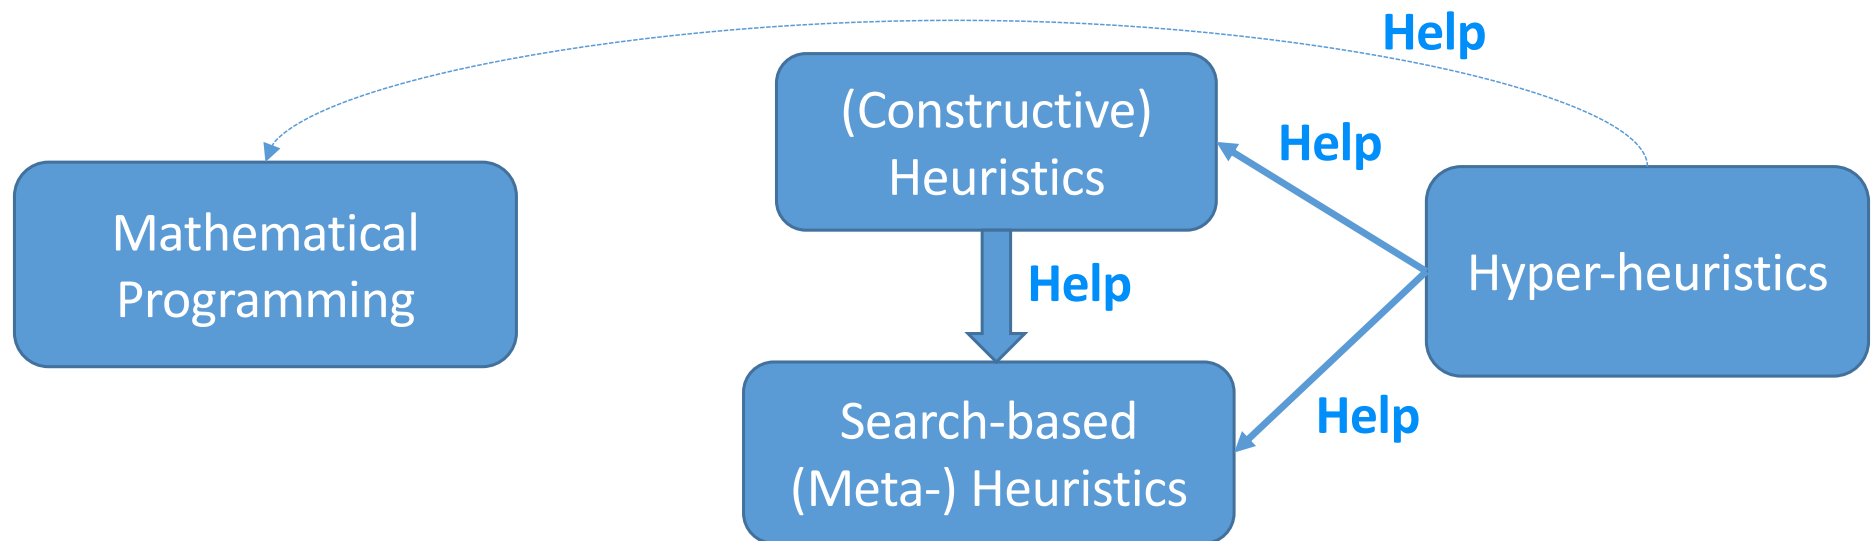 Help
(Constructive)
Heuristics
Help
Mathematical
Programming
Help
Hyper-heuristics
Help
Search-based
(Meta-) Heuristics